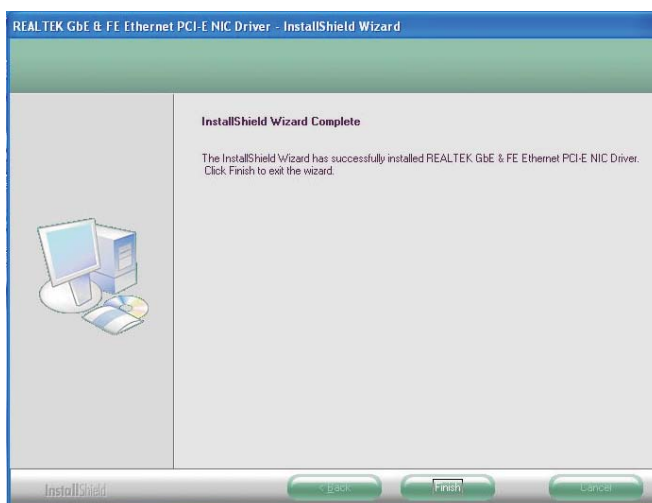 REALTEK GbE & FE Ethernet PCI-E NIC Driver - InstallShield Wizard
InstallShield Wizard Complete
The InstallShield Wizard has successfully installed REALTEK GbE & FE Ethernet PCI-E NIC Driver.
Click Finish to exit the wizard.
InstallShield
< Back
Finish
Cancel